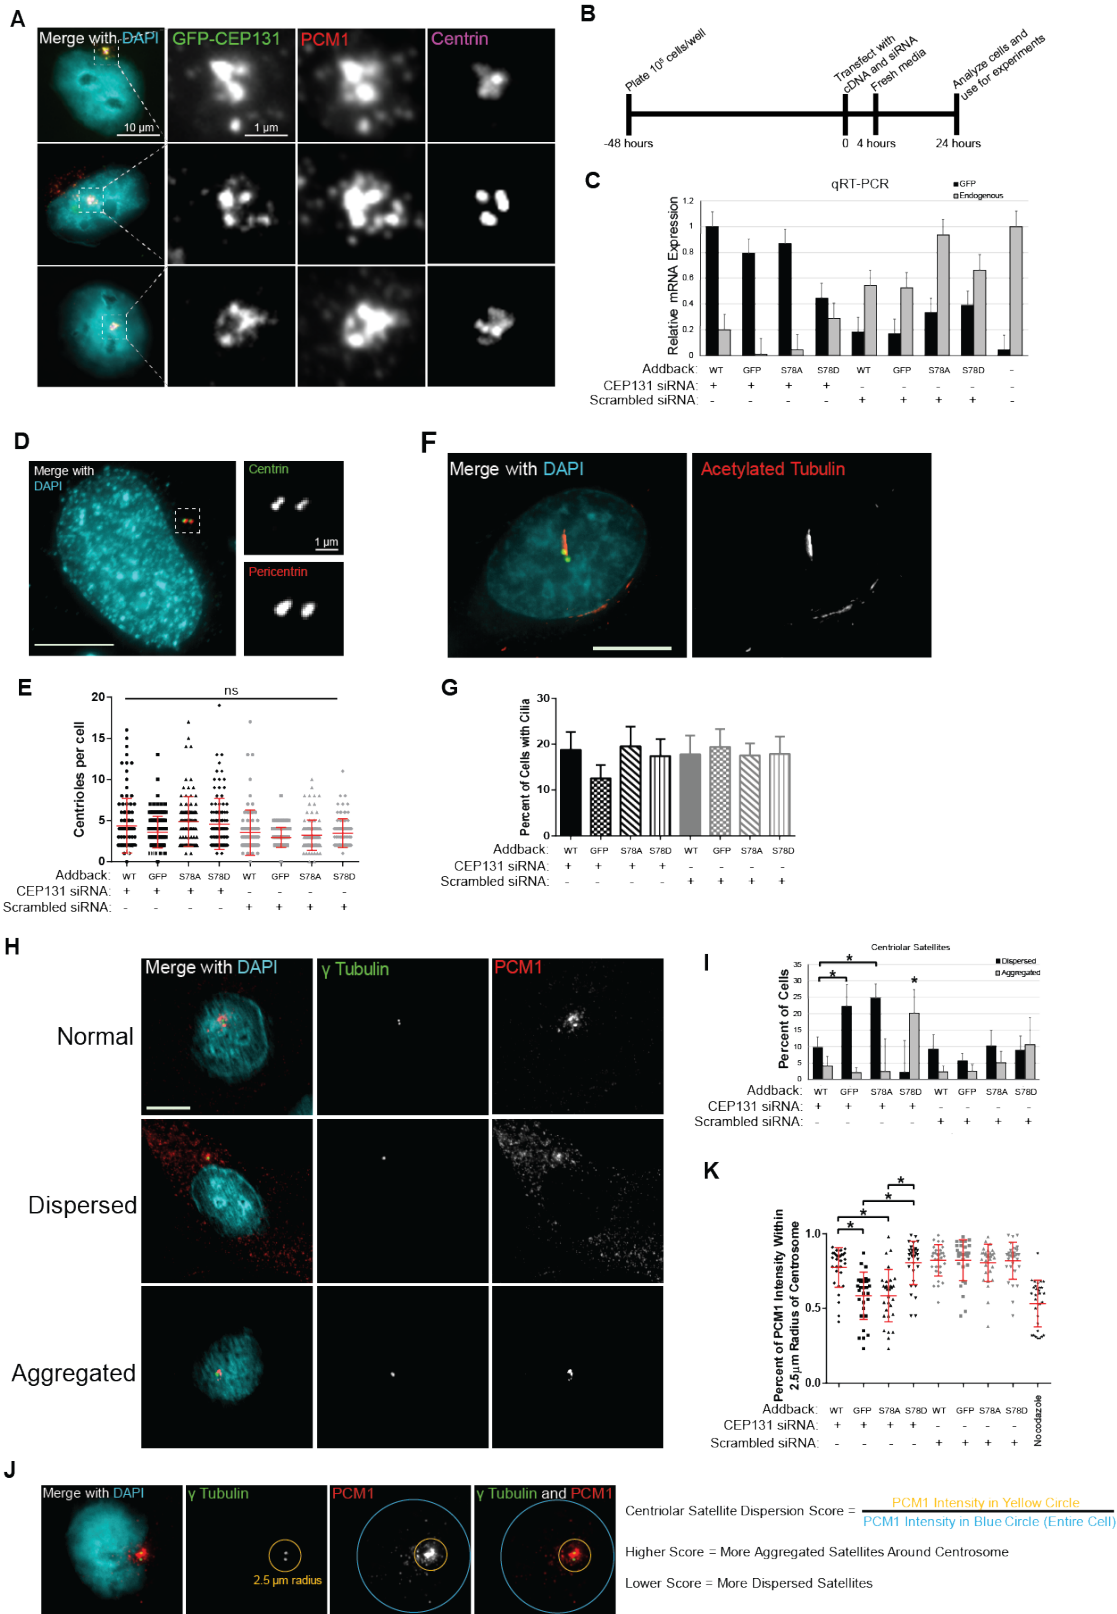 A
Merge with DAPI
GFP-CEP131
PCM1
Centrin
10 µm
1 µm
B
Plate 10⁵ cells/well
Transfect with
cDNA and siRNA
Fresh media
Analyze cells and
use for experiments
-48 hours
0
4 hours
24 hours
C
qRT-PCR
GFP
Endogenous
Relative mRNA Expression
1.2
1
0.8
0.6
0.4
0.2
0
Addback: WT GFP S78A S78D WT GFP S78A S78D -
CEP131 siRNA: + + + + - - - - -
Scrambled siRNA: - - - - + + + + -
D
Merge with
DAPI
Centrin
1 µm
Pericentrin
F
Merge with DAPI
Acetylated Tubulin
E
ns
Centrioles per cell
20
15
10
5
0
Addback: WT GFP S78A S78D WT GFP S78A S78D
CEP131 siRNA: + + + + - - - -
Scrambled siRNA: - - - - + + + +
G
Percent of Cells with Cilia
30
20
10
0
Addback: WT GFP S78A S78D WT GFP S78A S78D
CEP131 siRNA: + + + + - - - -
Scrambled siRNA: - - - - + + + +
H
Merge with DAPI
γ Tubulin
PCM1
Normal
Dispersed
Aggregated
I
Centriolar Satellites
Dispersed
Aggregated
Percent of Cells
35
30
25
20
15
10
5
0
* * *
Addback: WT GFP S78A S78D WT GFP S78A S78D
CEP131 siRNA: + + + + - - - -
Scrambled siRNA: - - - - + + + +
K
Percent of PCM1 Intensity Within
2.5µm Radius of Centrosome
1.0
0.5
0.0
* * * *
Addback: WT GFP S78A S78D WT GFP S78A S78D Nocodazole
CEP131 siRNA: + + + + - - - -
Scrambled siRNA: - - - - + + + +
J
Merge with DAPI
γ Tubulin
PCM1
γ Tubulin and PCM1
2.5 µm radius
Centriolar Satellite Dispersion Score =
PCM1 Intensity in Yellow Circle
PCM1 Intensity in Blue Circle (Entire Cell)
Higher Score = More Aggregated Satellites Around Centrosome
Lower Score = More Dispersed Satellites